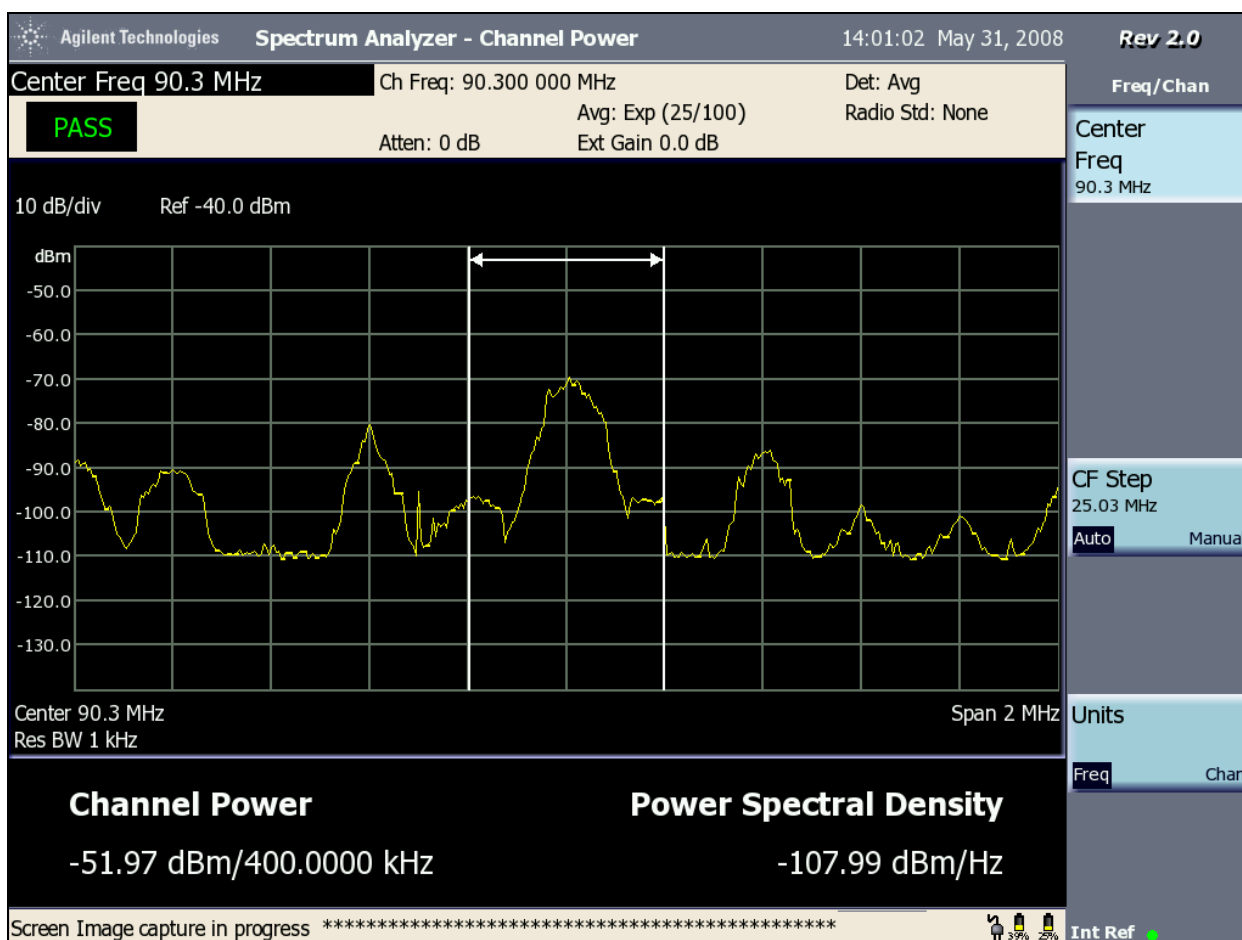 Agilent Technologies Spectrum Analyzer - Channel Power 14:01:02 May 31, 2008 Rev 2.0
Center Freq 90.3 MHz Ch Freq: 90.300 000 MHz Det: Avg Freq/Chan
PASS Avg: Exp (25/100) Radio Std: None
Atten: 0 dB Ext Gain 0.0 dB
Center
Freq
90.3 MHz
10 dB/div Ref -40.0 dBm
dBm
-50.0
-60.0
-70.0
-80.0
-90.0
-100.0
-110.0
-120.0
-130.0
CF Step
25.03 MHz
Auto Manua
Center 90.3 MHz Span 2 MHz
Res BW 1 kHz
Units
Freq Char
Channel Power Power Spectral Density
-51.97 dBm/400.0000 kHz -107.99 dBm/Hz
Screen Image capture in progress *********************************************** 39% 25% Int Ref